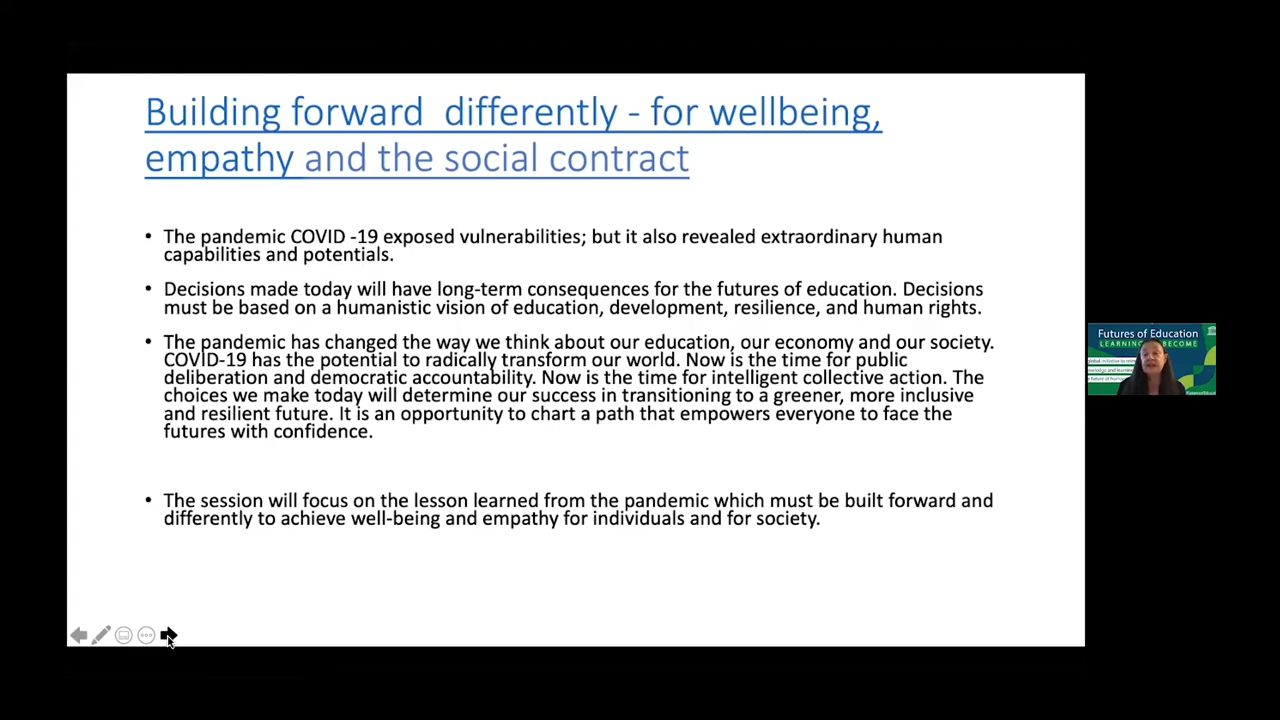 Building forward  differently - for wellbeing,
empathy and the social contract
• The pandemic COVID -19 exposed vulnerabilities; but it also revealed extraordinary human
capabilities and potentials.
• Decisions made today will have long-term consequences for the futures of education. Decisions
must be based on a humanistic vision of education, development, resilience, and human rights.
• The pandemic has changed the way we think about our education, our economy and our society.
COVID-19 has the potential to radically transform our world. Now is the time for public
deliberation and democratic accountability. Now is the time for intelligent collective action. The
choices we make today will determine our success in transitioning to a greener, more inclusive
and resilient future. It is an opportunity to chart a path that empowers everyone to face the
futures with confidence.
• The session will focus on the lesson learned from the pandemic which must be built forward and
differently to achieve well-being and empathy for individuals and for society.
Futures of Education
LEARNING BECOME